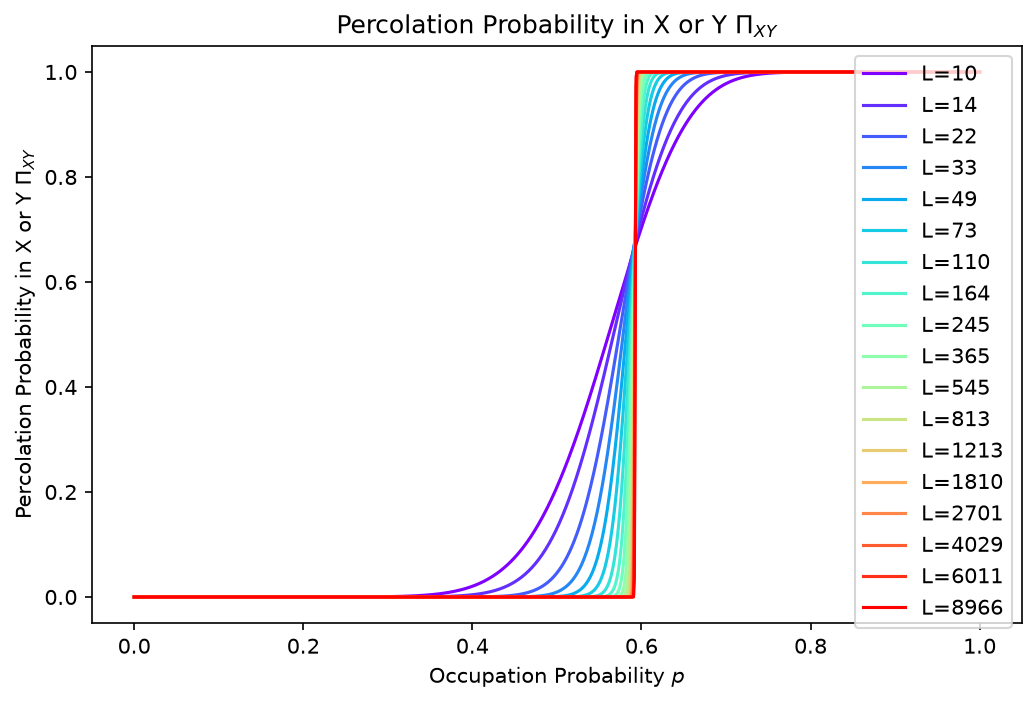 Percolation Probability in X or Y Π_XY
Percolation Probability in X or Y Π_XY
1.0
0.8
0.6
0.4
0.2
0.0
0.0 0.2 0.4 0.6 0.8 1.0
Occupation Probability p
L=10
L=14
L=22
L=33
L=49
L=73
L=110
L=164
L=245
L=365
L=545
L=813
L=1213
L=1810
L=2701
L=4029
L=6011
L=8966